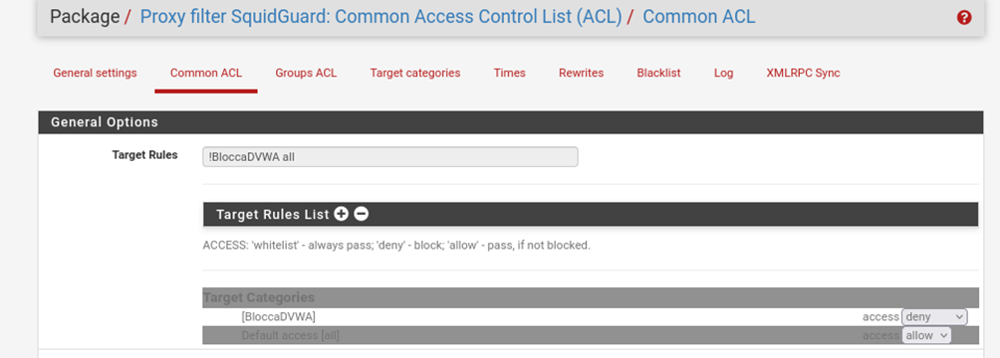 Package / Proxy filter SquidGuard: Common Access Control List (ACL) / Common ACL
General settings Common ACL Groups ACL Target categories Times Rewrites Blacklist Log XMLRPC Sync
General Options
Target Rules !BloccaDVWA all
Target Rules List
ACCESS: 'whitelist' - always pass; 'deny' - block; 'allow' - pass, if not blocked.
Target Categories
[BloccaDVWA] access deny
Default access [all] access allow